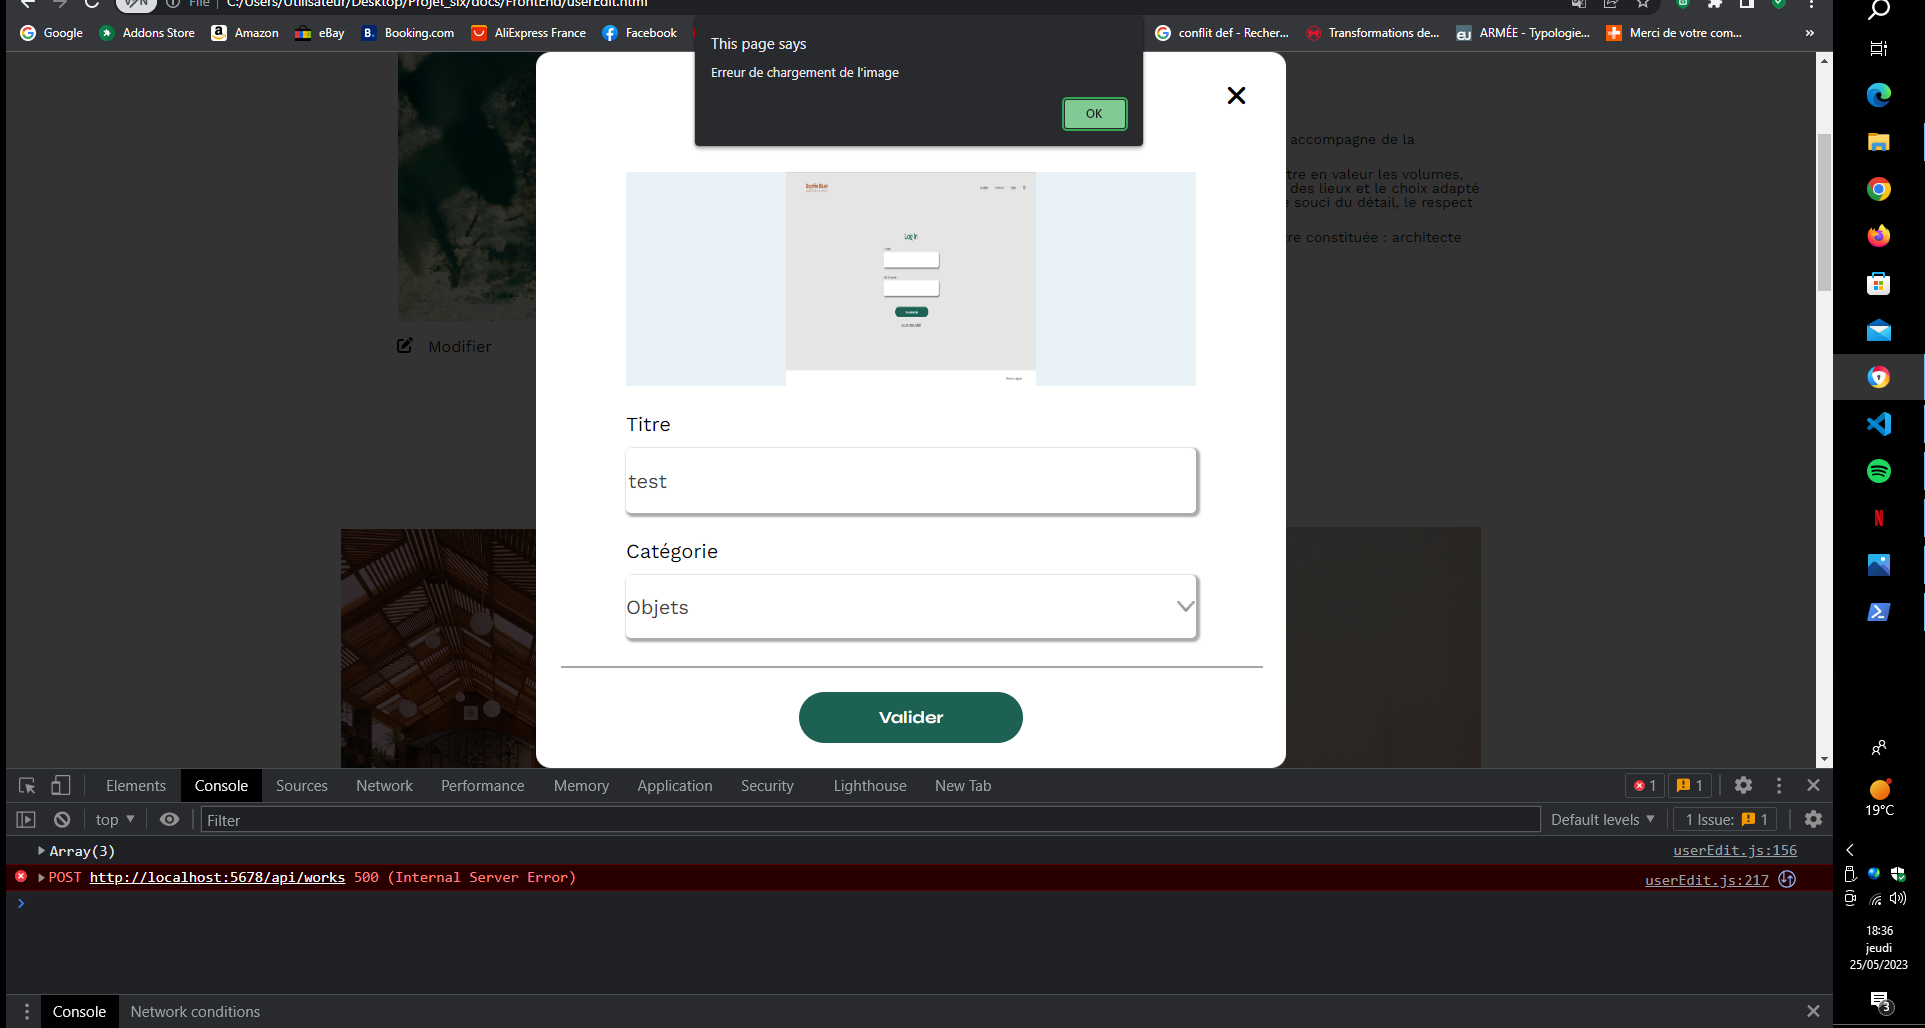 File C:/Users/Utilisateur/Desktop/Projet_six/docs/FrontEnd/userEdit.html
Google Addons Store Amazon eBay Booking.com AliExpress France Facebook conflit def - Recher... Transformations de... ARMÉE - Typologie... Merci de votre com... »
This page says
Erreur de chargement de l'image
OK
accompagne de la
tre en valeur les volumes,
des lieux et le choix adapté
souci du détail, le respect
re constituée : architecte
Sophie Bluel
Log In
Modifier
Titre
test
Catégorie
Objets
Valider
Elements Console Sources Network Performance Memory Application Security Lighthouse New Tab 1 1
top Filter Default levels 1 Issue: 1
Array(3) userEdit.js:156
POST http://localhost:5678/api/works 500 (Internal Server Error) userEdit.js:217
Console Network conditions
19°C
18:36
jeudi
25/05/2023
3